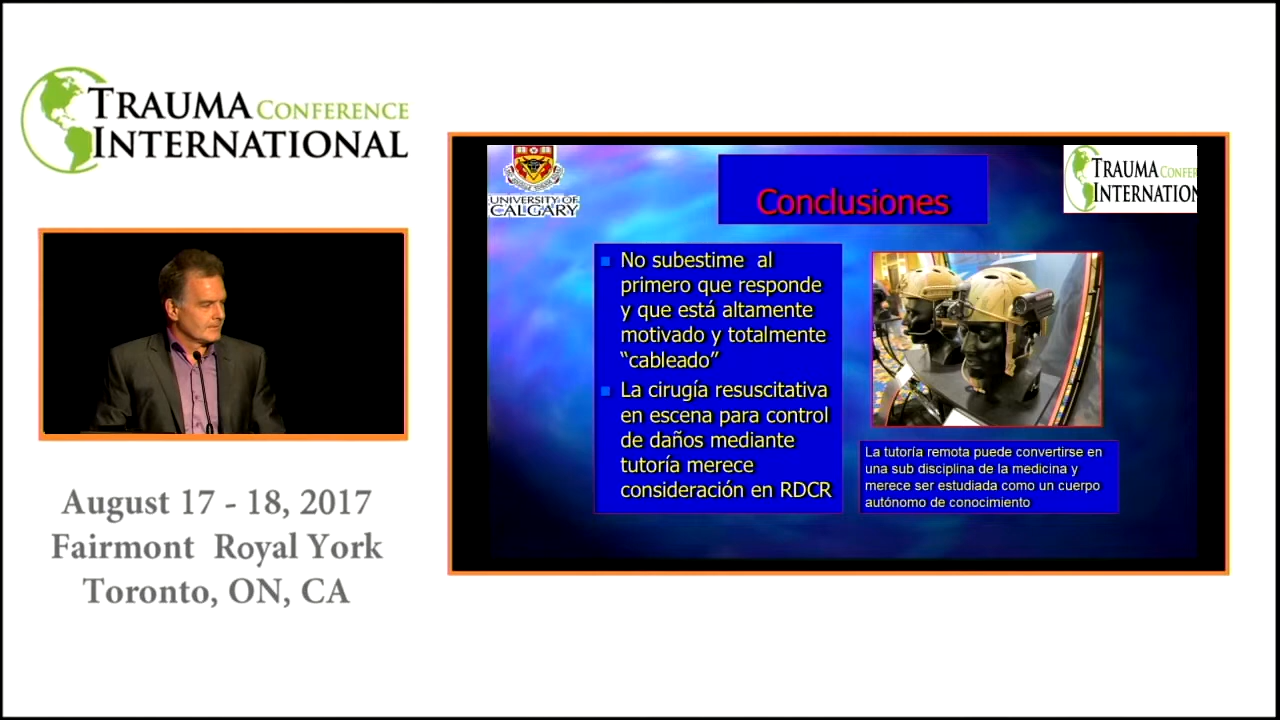 TRAUMA CONFERENCE
INTERNATIONAL
August 17 - 18, 2017
Fairmont Royal York
Toronto, ON, CA
UNIVERSITY OF
CALGARY
Conclusiones
TRAUMA CONFER
INTERNATION
No subestime al
primero que responde
y que está altamente
motivado y totalmente
“cableado”
La cirugía resuscitativa
en escena para control
de daños mediante
tutoría merece
consideración en RDCR
La tutoría remota puede convertirse en
una sub disciplina de la medicina y
merece ser estudiada como un cuerpo
autónomo de conocimiento